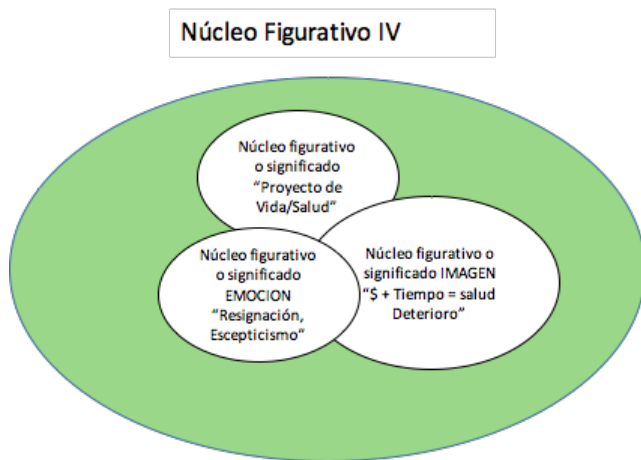 Núcleo Figurativo IV
Núcleo figurativo
o significado
“Proyecto de
Vida/Salud“
Núcleo figurativo o
significado IMAGEN
“$ + Tiempo = salud
Deterioro”
Núcleo figurativo
o significado
EMOCION
“Resignación,
Escepticismo“